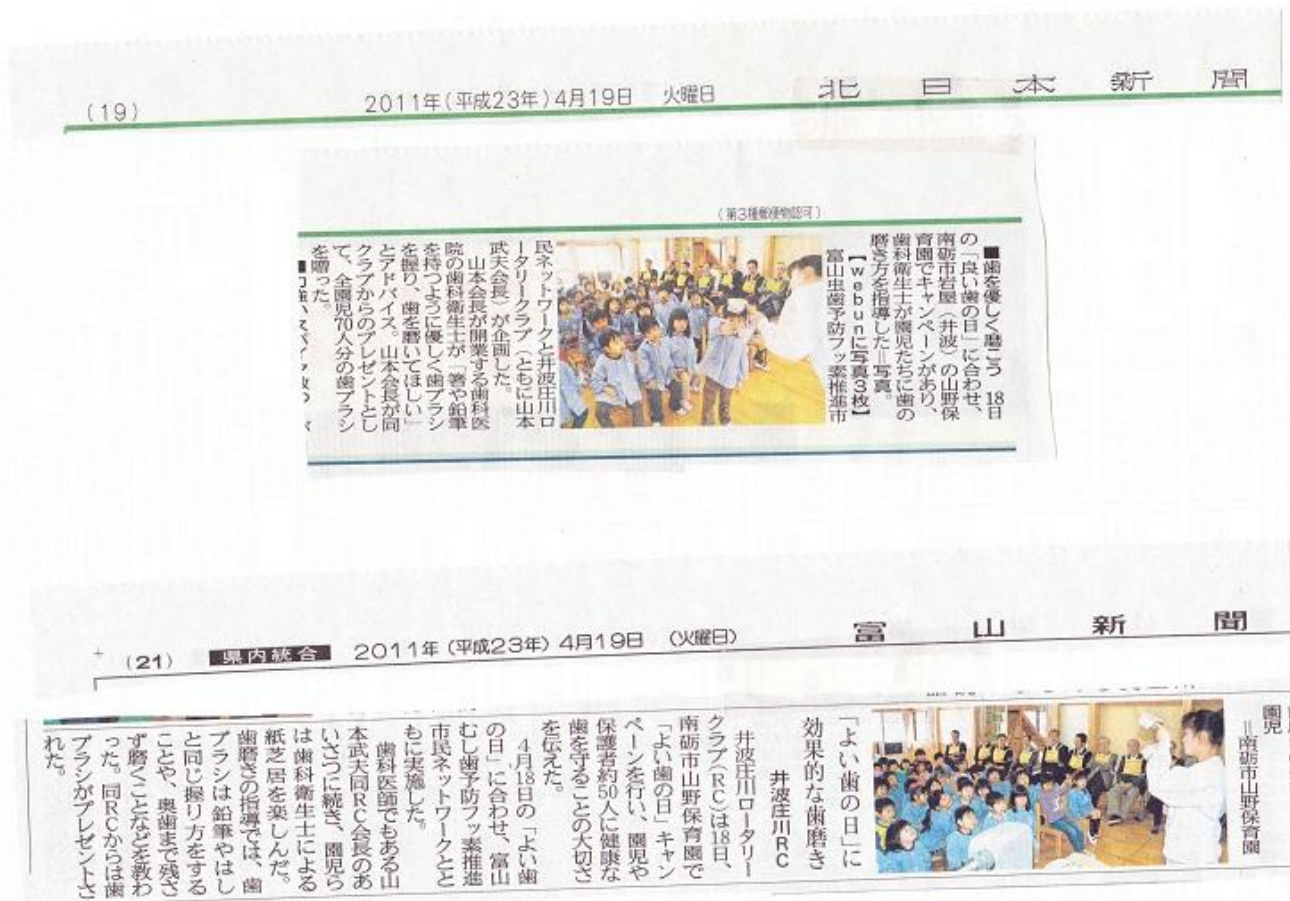 (19)
2011年(平成23年)4月19日 火曜日
北日本新聞
(第3種郵便物認可)
■歯を優しく磨こう 18日
の「良い歯の日」に合わせ、
南砺市岩屋(井波)の山野保
育園でキャンペーンがあり、
歯科衛生士が園児たちに歯の
磨き方を指導した=写真。
【webunに写真3枚】
富山虫歯予防フッ素推進市
民ネットワークと井波庄川ロ
ータリークラブ(ともに山本
武夫会長)が企画した。
山本会長が開業する歯科医
院の歯科衛生士が「箸や鉛筆
を持つように優しく歯ブラシ
を握り、歯を磨いてほしい」
とアドバイス。山本会長が同
クラブからのプレゼントとし
て、全園児70人分の歯ブラシ
を贈った。
(21)
県内統合
2011年(平成23年)4月19日 (火曜日)
富山新聞
園児
=南砺市山野保育園
「よい歯の日」に
効果的な歯磨き
井波庄川RC
井波庄川ロータリー
クラブ(RC)は18日、
南砺市山野保育園で
「よい歯の日」キャン
ペーンを行い、園児や
保護者約50人に健康な
歯を守ることの大切さ
を伝えた。
4月18日の「よい歯
の日」に合わせ、富山
むし歯予防フッ素推進
市民ネットワークとと
もに実施した。
歯科医師でもある山
本武夫同RC会長のあ
いさつに続き、園児ら
は歯科衛生士による
紙芝居を楽しんだ。
歯磨きの指導では、歯
ブラシは鉛筆やはし
と同じ握り方をする
ことや、奥歯まで残さ
ず磨くことなどを教わ
った。同RCからは歯
ブラシがプレゼントさ
れた。